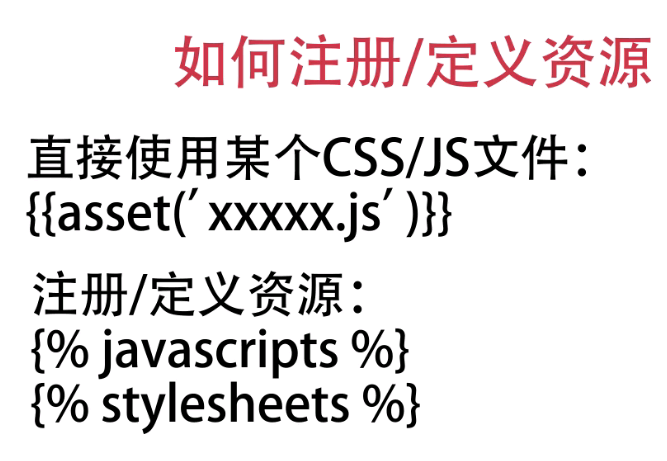 如何注册/定义资源
直接使用某个CSS/JS文件：
{{asset(′xxxxx.js′)}}
注册/定义资源：
{% javascripts %}
{% stylesheets %}